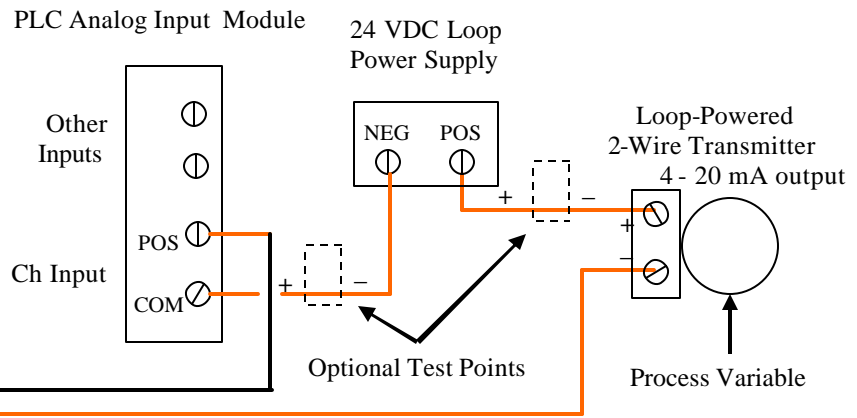 PLC Analog Input Module
24 VDC Loop
Power Supply
Other
Inputs
NEG POS
Loop-Powered
2-Wire Transmitter
4 - 20 mA output
+ −
+
−
POS
Ch Input
COM
+ −
Optional Test Points
Process Variable